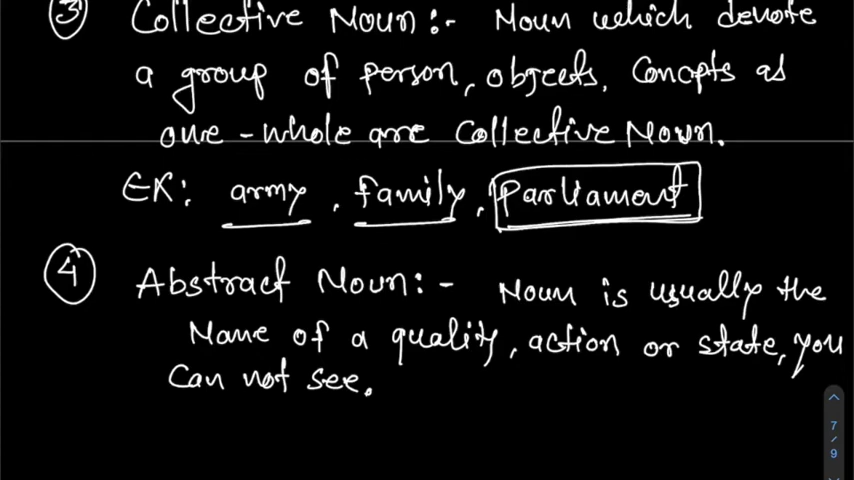 3 Collective Noun:- Noun which denote
a group of person, objects, Concepts as
one - whole are Collective Noun.
EX: army, family, parliament
4 Abstract Noun:- Noun is usually the
Name of a quality, action or state, you
Can not see.
7
/
9